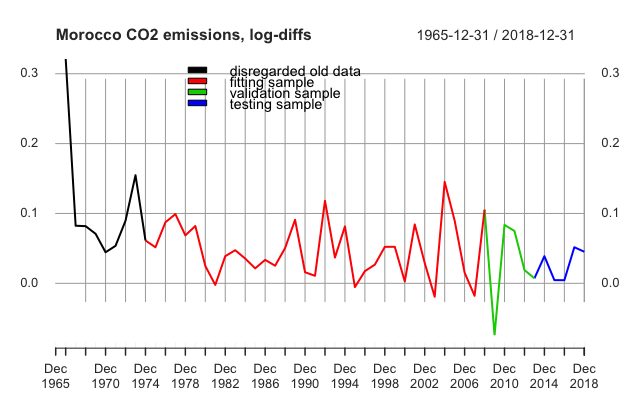 Morocco CO2 emissions, log-diffs 1965-12-31 / 2018-12-31
disregarded old data
fitting sample
validation sample
testing sample
0.3 0.3
0.2 0.2
0.1 0.1
0.0 0.0
Dec Dec Dec Dec Dec Dec Dec Dec Dec Dec Dec Dec Dec Dec
1965 1970 1974 1978 1982 1986 1990 1994 1998 2002 2006 2010 2014 2018